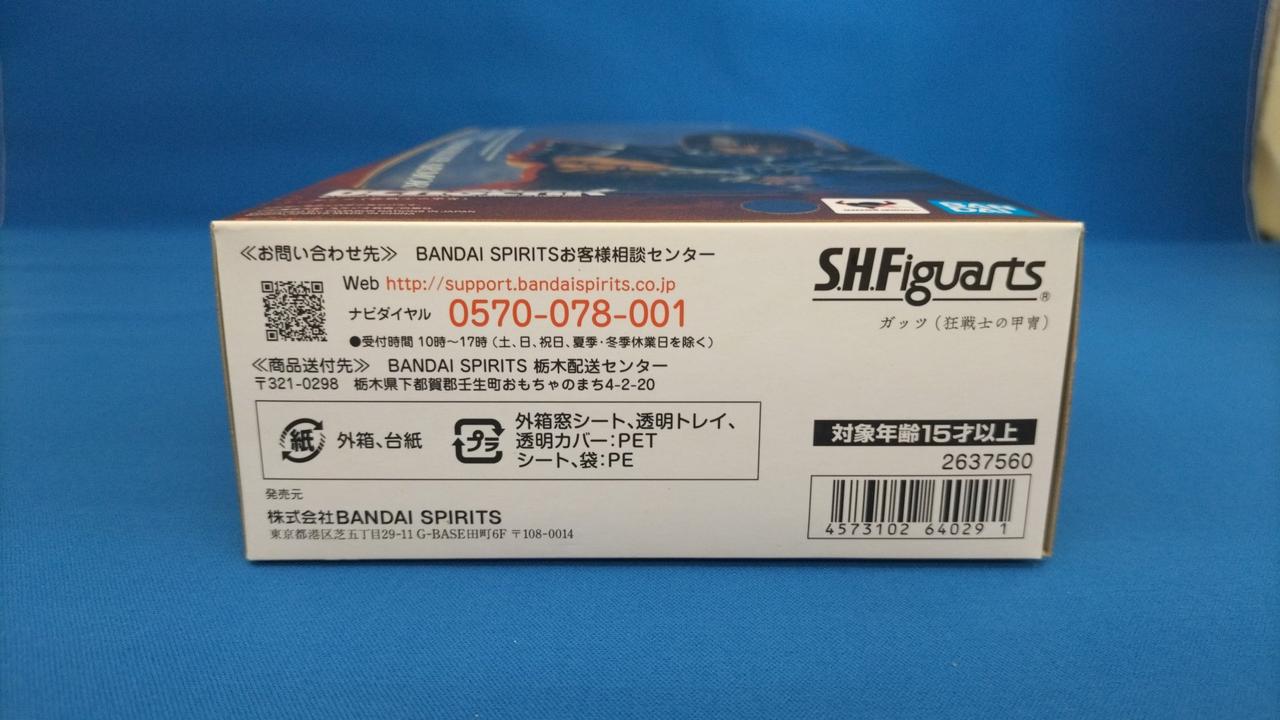 ≪お問い合わせ先≫ BANDAI SPIRITSお客様相談センター
Web http://support.bandaispirits.co.jp
ナビダイヤル 0570-078-001
●受付時間 10時〜17時（土、日、祝日、夏季・冬季休業日を除く）
≪商品送付先≫ BANDAI SPIRITS 栃木配送センター
〒321-0298 栃木県下都賀郡壬生町おもちゃのまち4-2-20
紙 外箱、台紙
プラ 外箱窓シート、透明トレイ、
透明カバー：PET
シート、袋：PE
発売元
株式会社BANDAI SPIRITS
東京都港区芝五丁目29-11 G-BASE田町6F 〒108-0014
S.H.Figuarts®
ガッツ（狂戦士の甲冑）
対象年齢15才以上
2637560
4573102 64029 1